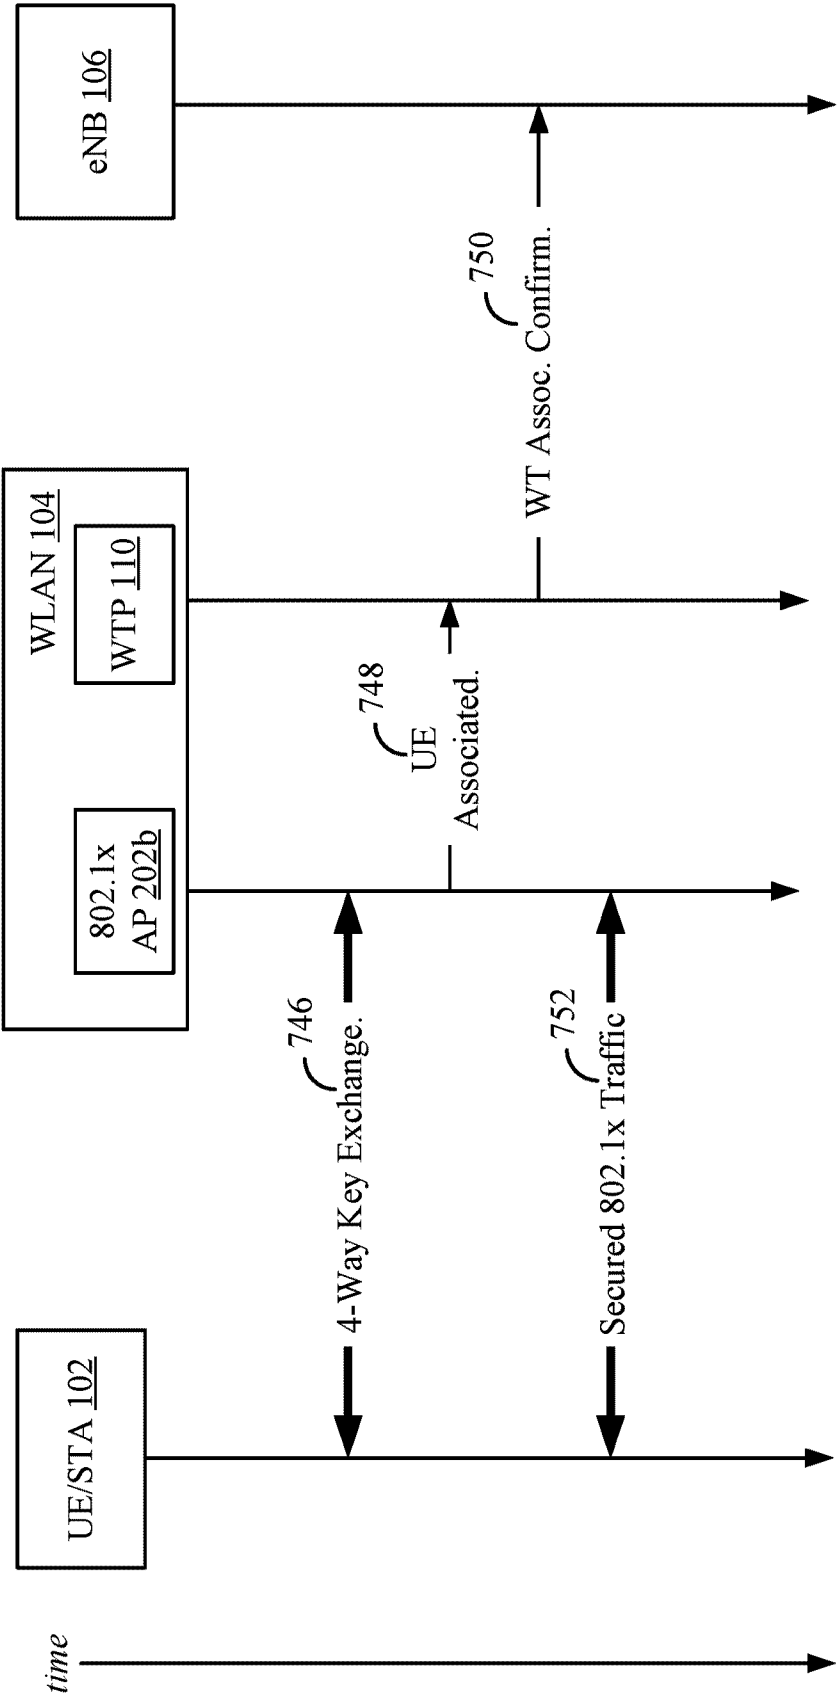 time
UE/STA 102
WLAN 104
802.1x
AP 202b
WTP 110
eNB 106
746
4-Way Key Exchange.
748
UE
Associated.
750
WT Assoc. Confirm.
752
Secured 802.1x Traffic